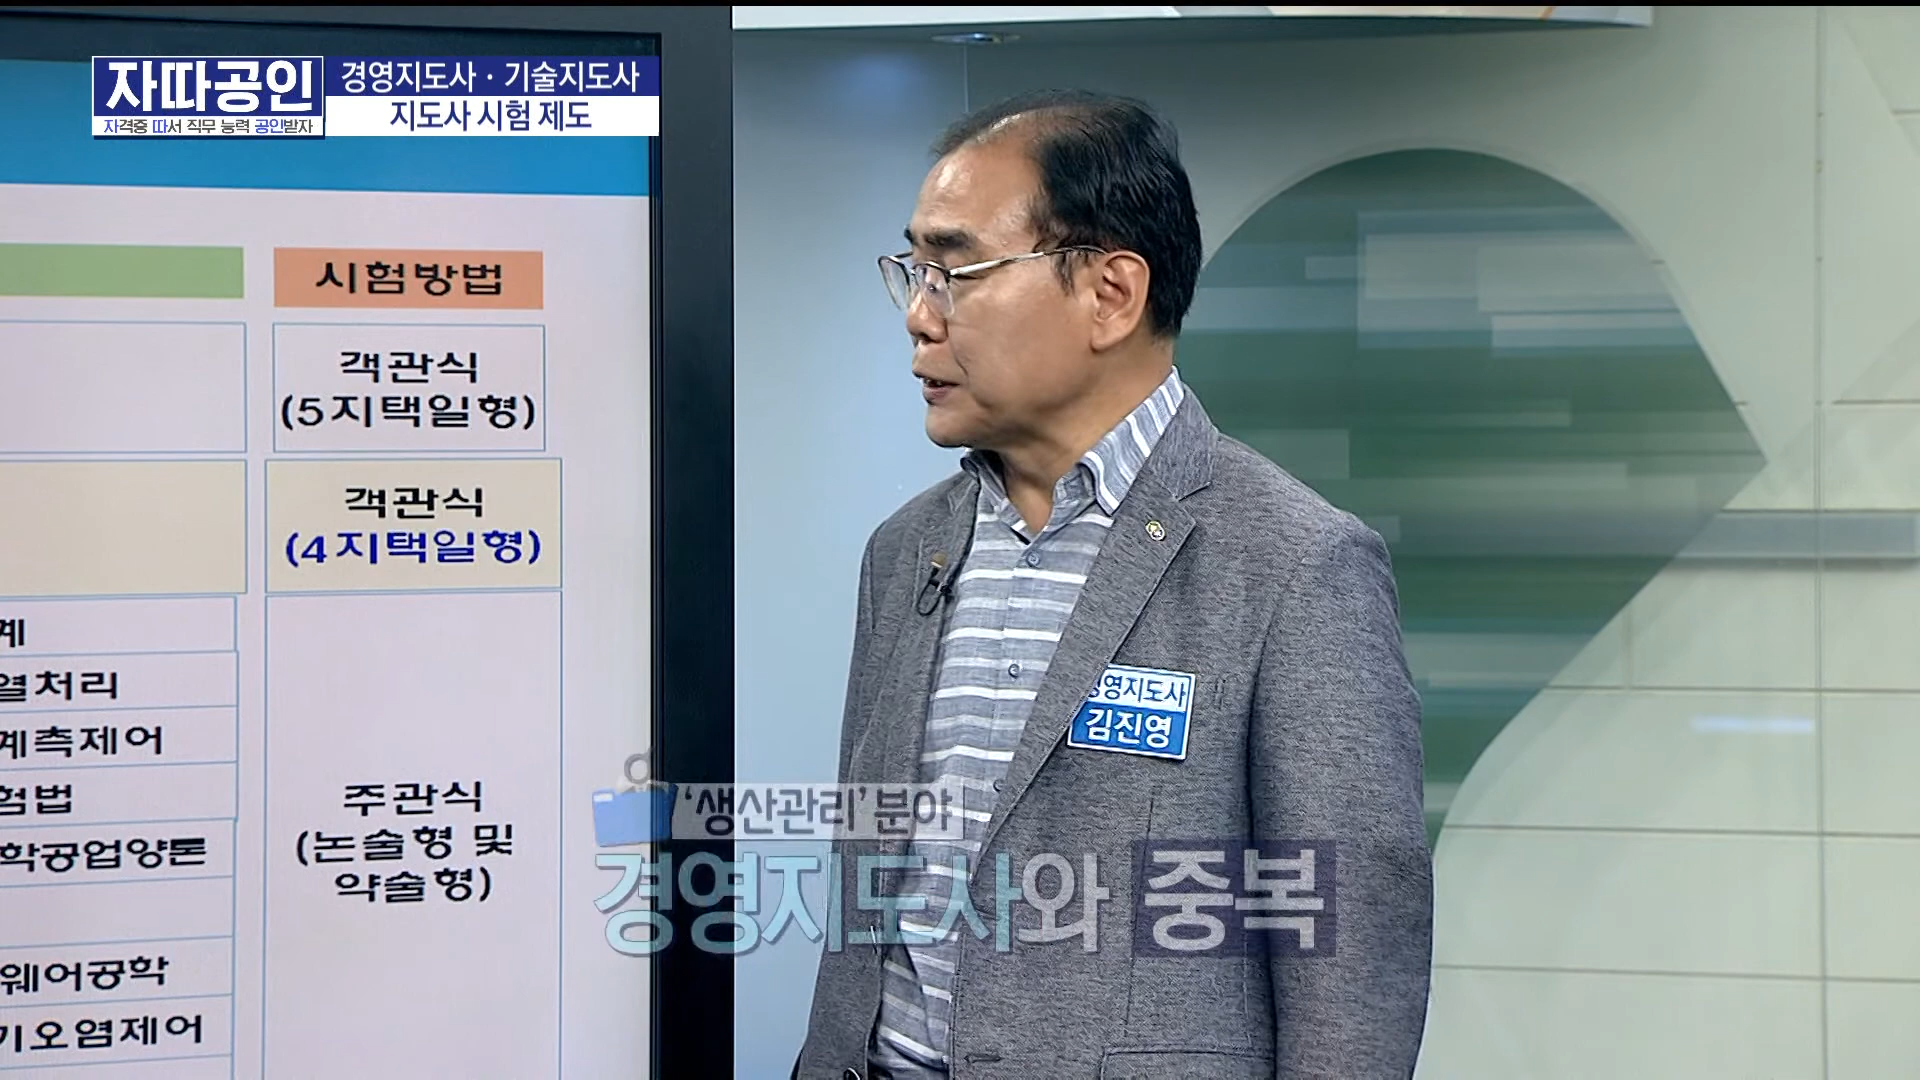 자따공인
자격증 따서 직무 능력 공인받자
경영지도사 · 기술지도사
지도사 시험 제도
시험방법
객관식
(5지택일형)
객관식
(4지택일형)
계
열처리
계측제어
험법
학공업양론
웨어공학
기오염제어
주관식
(논술형 및
약술형)
경영지도사
김진영
‘생산관리’ 분야
경영지도사와 중복